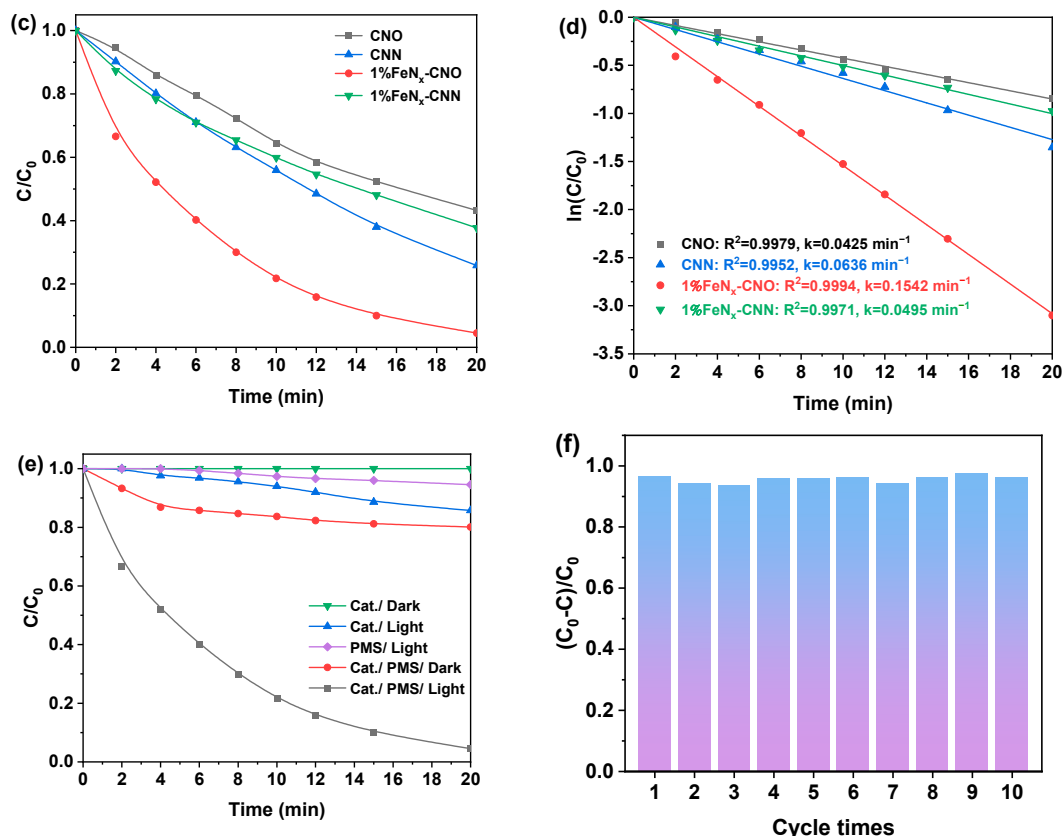 (c)
CNO
CNN
1%FeNₓ-CNO
1%FeNₓ-CNN
C/C₀
1.0
0.8
0.6
0.4
0.2
0.0
0 2 4 6 8 10 12 14 16 18 20
Time (min)
(d)
ln(C/C₀)
0.0
-0.5
-1.0
-1.5
-2.0
-2.5
-3.0
-3.5
CNO: R²=0.9979, k=0.0425 min⁻¹
CNN: R²=0.9952, k=0.0636 min⁻¹
1%FeNₓ-CNO: R²=0.9994, k=0.1542 min⁻¹
1%FeNₓ-CNN: R²=0.9971, k=0.0495 min⁻¹
0 2 4 6 8 10 12 14 16 18 20
Time (min)
(e)
C/C₀
1.0
0.8
0.6
0.4
0.2
0.0
Cat./ Dark
Cat./ Light
PMS/ Light
Cat./ PMS/ Dark
Cat./ PMS/ Light
0 2 4 6 8 10 12 14 16 18 20
Time (min)
(f)
(C₀-C)/C₀
1.0
0.8
0.6
0.4
0.2
0.0
1 2 3 4 5 6 7 8 9 10
Cycle times